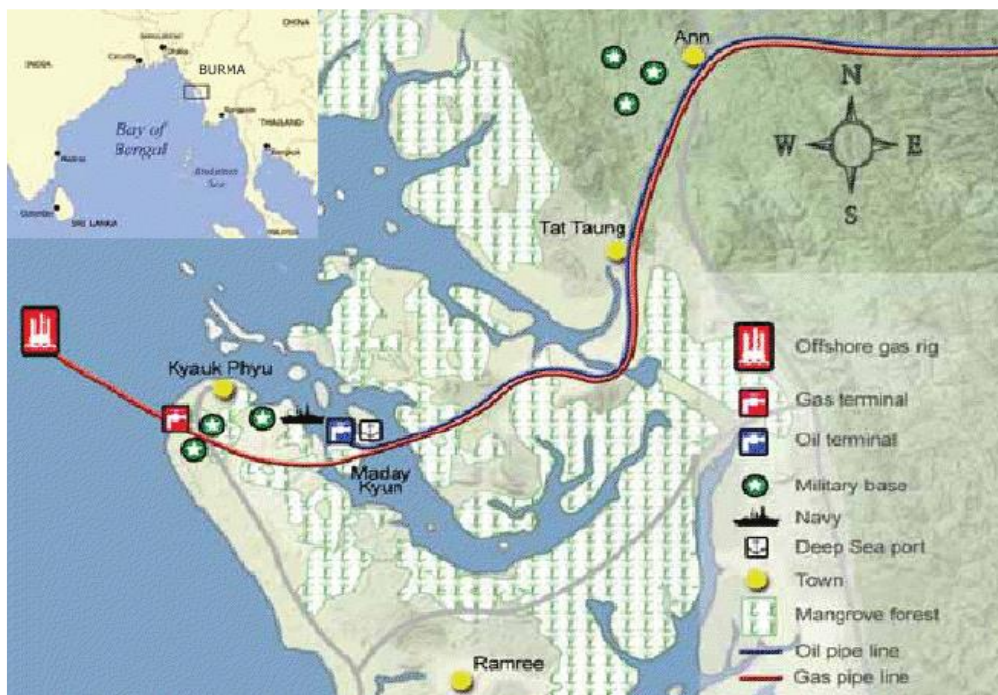 CHINA
INDIA
BURMA
Bay of
Bengal
THAILAND
Bangkok
SRI LANKA
Ann
N
W
E
S
Tat Taung
Kyauk Phyu
Maday
Kyun
Ramree
Offshore gas rig
Gas terminal
Oil terminal
Military base
Navy
Deep Sea port
Town
Mangrove forest
Oil pipe line
Gas pipe line